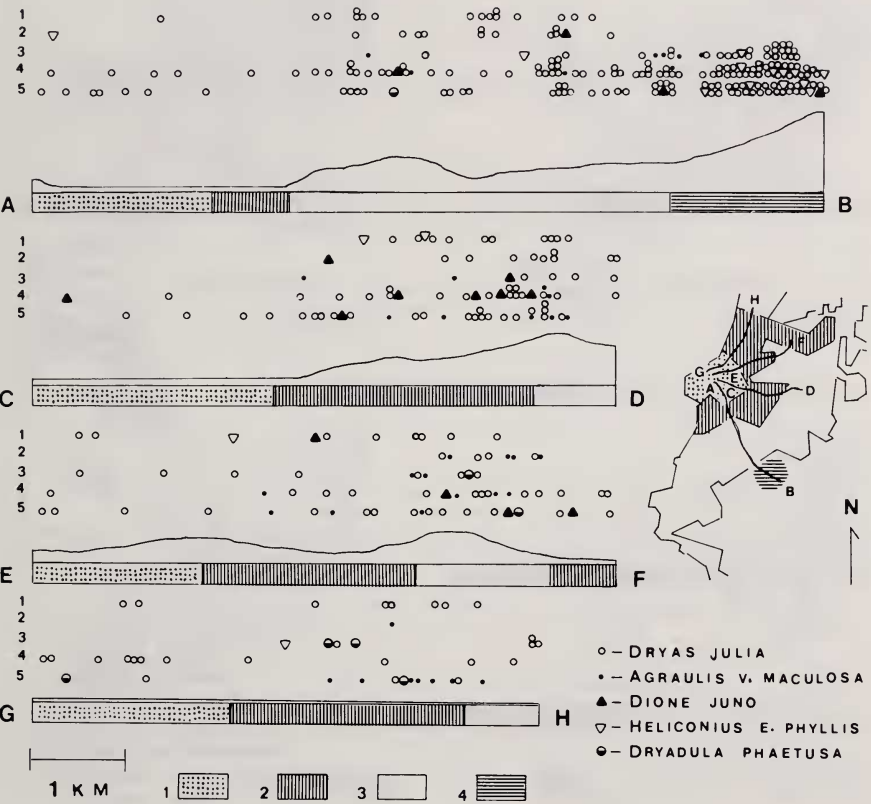 1
2
3
4
5
A B
1
2
3
4
5
C D
1
2
3
4
5
E F
1
2
3
4
5
G H
H
G F
A E
C D
B
N
○ – DRYAS JULIA
• – AGRAULIS V. MACULOSA
▲ – DIONE JUNO
▽ – HELICONIUS E. PHYLLIS
◒ – DRYADULA PHAETUSA
1 KM 1 2 3 4